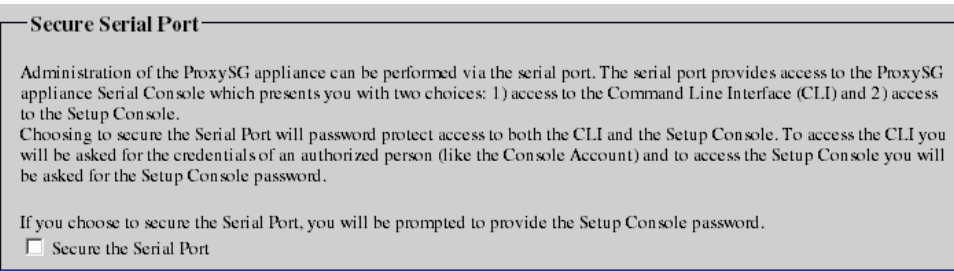 Secure Serial Port
Administration of the ProxySG appliance can be performed via the serial port. The serial port provides access to the ProxySG
appliance Serial Console which presents you with two choices: 1) access to the Command Line Interface (CLI) and 2) access
to the Setup Console.
Choosing to secure the Serial Port will password protect access to both the CLI and the Setup Console. To access the CLI you
will be asked for the credentials of an authorized person (like the Console Account) and to access the Setup Console you will
be asked for the Setup Console password.
If you choose to secure the Serial Port, you will be prompted to provide the Setup Console password.
Secure the Serial Port